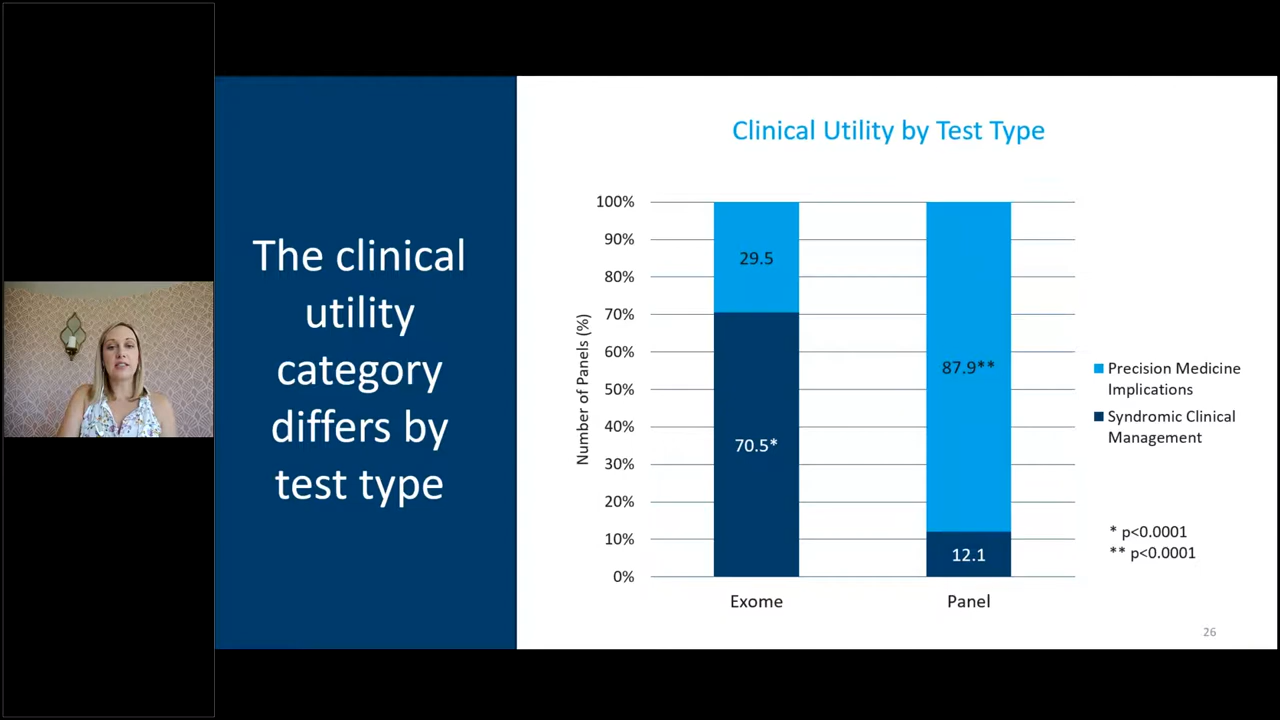 The clinical
utility
category
differs by
test type
Clinical Utility by Test Type
Number of Panels (%)
100%
90%
80%
70%
60%
50%
40%
30%
20%
10%
0%
29.5
70.5*
87.9**
12.1
Exome
Panel
Precision Medicine
Implications
Syndromic Clinical
Management
* p<0.0001
** p<0.0001
26